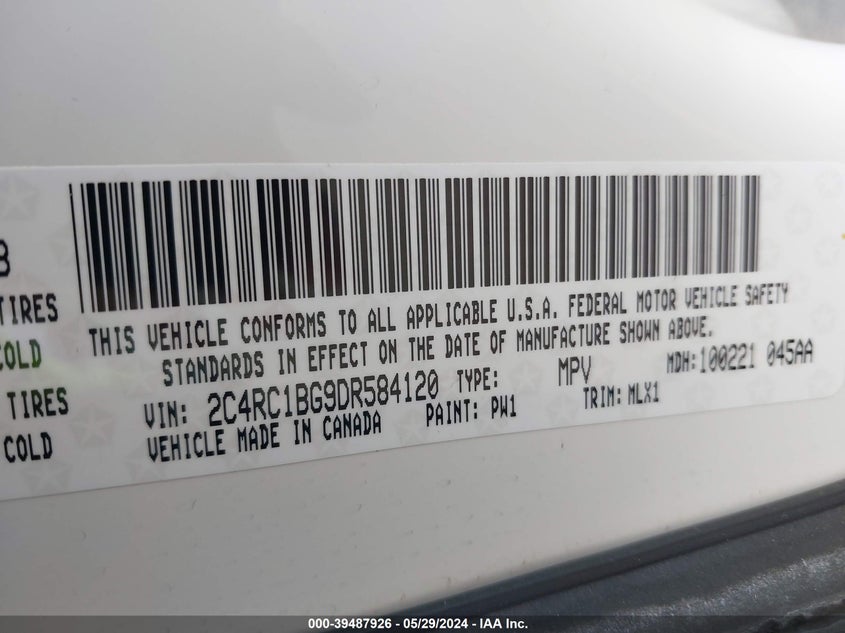 B
TIRES
COLD
TIRES
COLD
THIS VEHICLE CONFORMS TO ALL APPLICABLE U.S.A. FEDERAL MOTOR VEHICLE SAFETY
STANDARDS IN EFFECT ON THE DATE OF MANUFACTURE SHOWN ABOVE.
VIN: 2C4RC1BG9DR584120 TYPE: MPV MDH: 100221 045AA
VEHICLE MADE IN CANADA PAINT: PW1 TRIM: MLX1
000-39487926 - 05/29/2024 - IAA Inc.